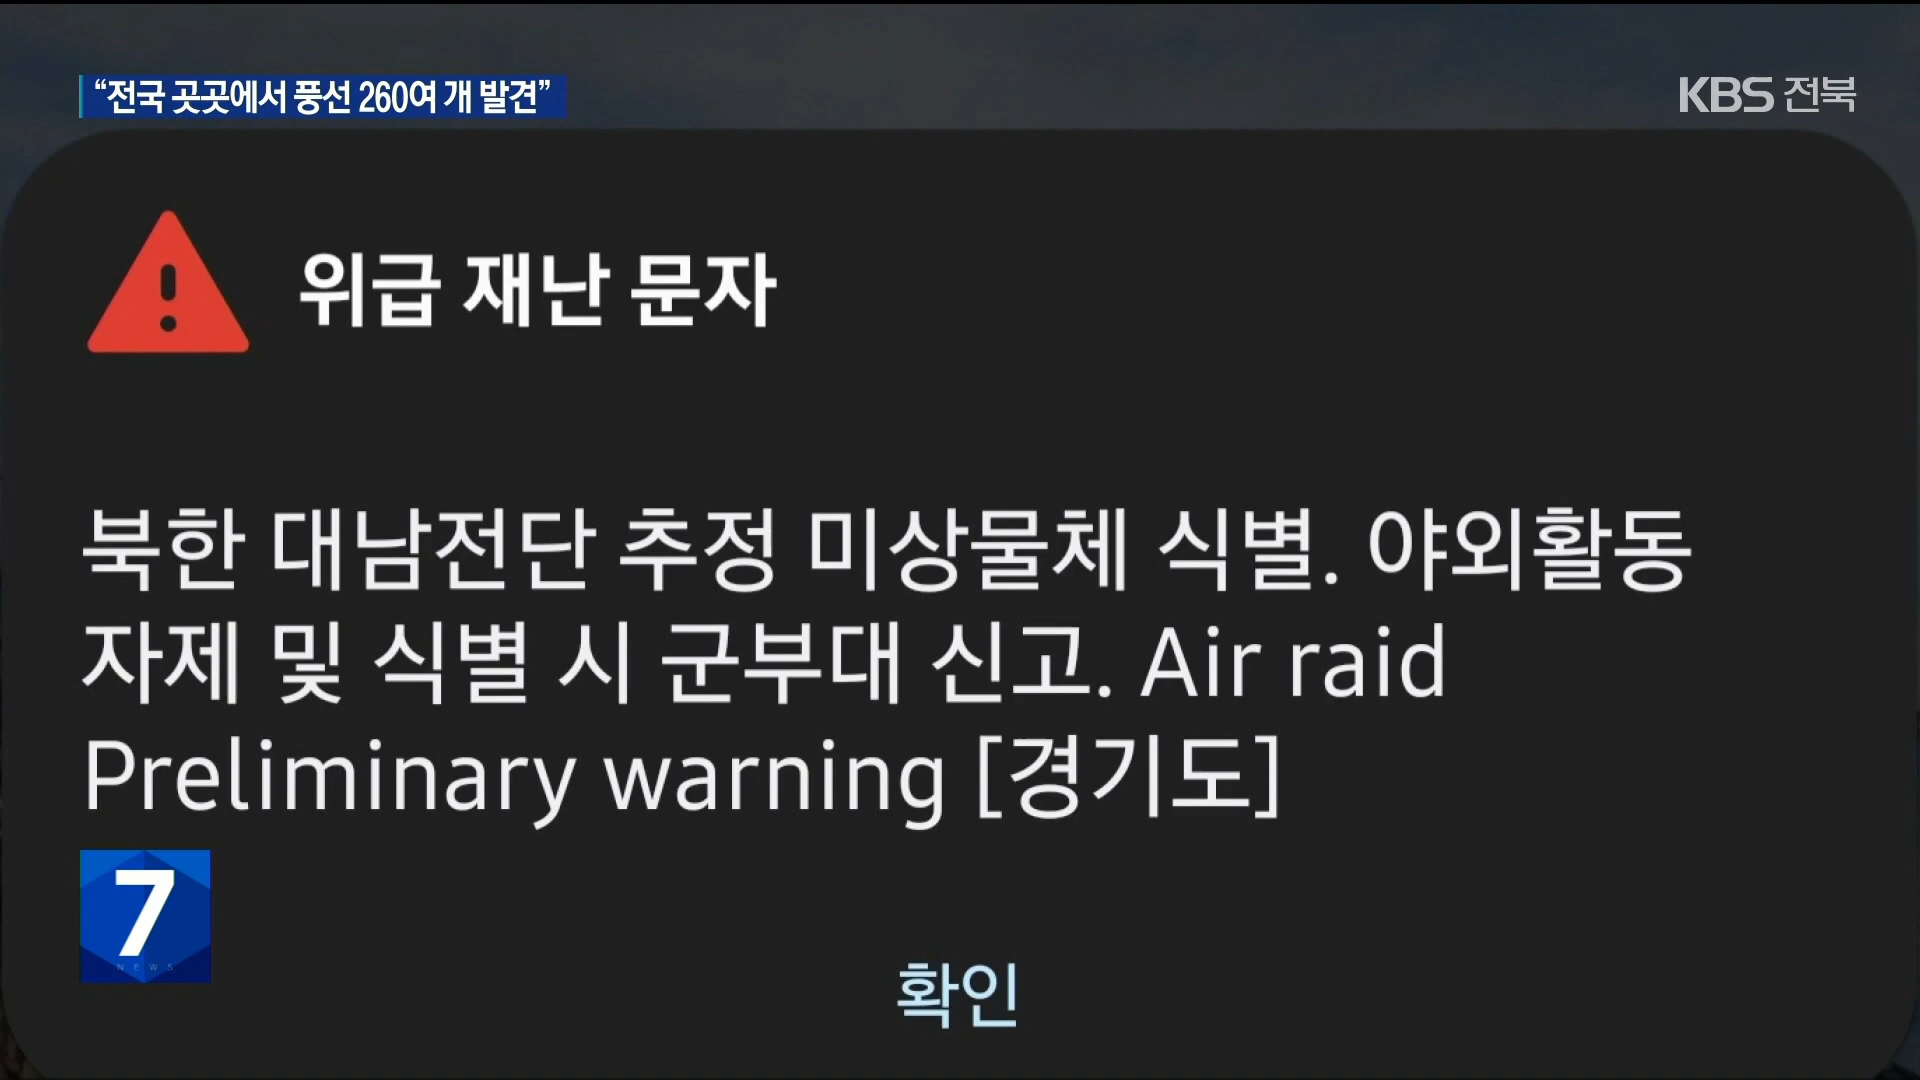 “전국 곳곳에서 풍선 260여 개 발견”
KBS 전북
위급 재난 문자
북한 대남전단 추정 미상물체 식별. 야외활동
자제 및 식별 시 군부대 신고. Air raid
Preliminary warning [경기도]
7
NEWS
확인